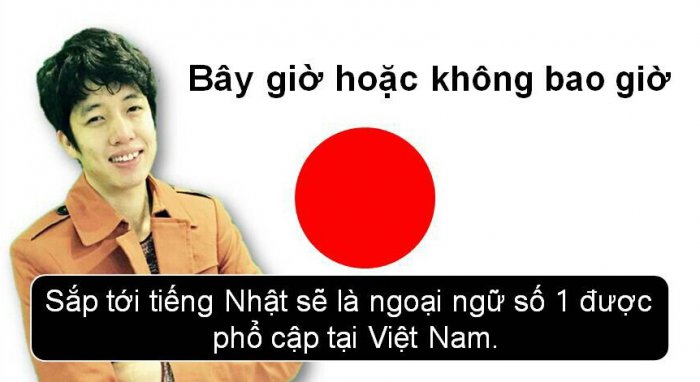 Bây giờ hoặc không bao giờ
Sắp tới tiếng Nhật sẽ là ngoại ngữ số 1 được
phổ cập tại Việt Nam.